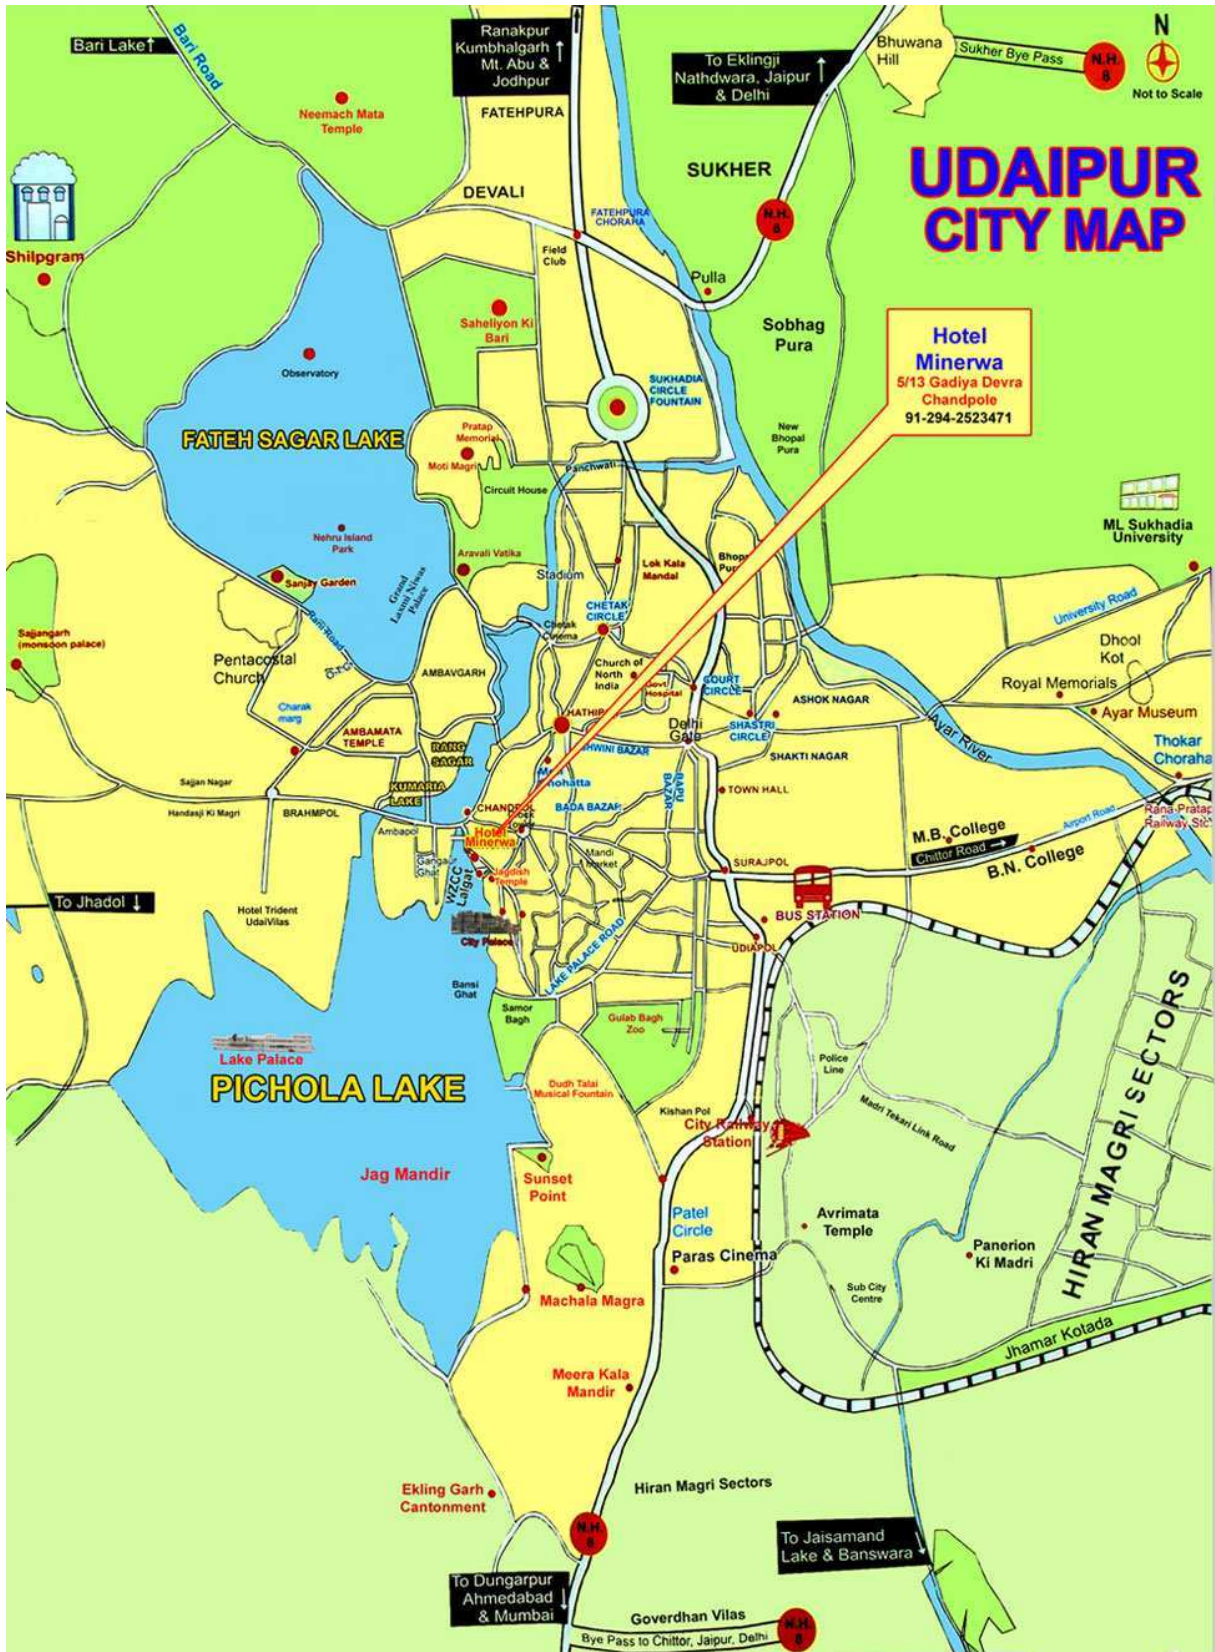 Bari Lake↑
Bari Road
Ranakpur
Kumbhalgarh
Mt. Abu &
Jodhpur
To Eklingji
Nathdwara, Jaipur
& Delhi
Bhuwana
Hill
Sukher Bye Pass
N.H.
8
N
Not to Scale
UDAIPUR
CITY MAP
Neemach Mata
Temple
FATEHPURA
SUKHER
DEVALI
FATEHPURA
CHORAHA
N.H.
8
Shilpgram
Field
Club
Pulla
Saheliyon Ki
Bari
Sobhag
Pura
Hotel
Minerwa
5/13 Gadiya Devra
Chandpole
91-294-2523471
Observatory
SUKHADIA
CIRCLE
FOUNTAIN
FATEH SAGAR LAKE
Pratap
Memorial
Moti Magri
New
Bhopal
Pura
Panchwati
Circuit House
ML Sukhadia
University
Nehru Island
Park
Aravali Vatika
Lok Kala
Mandal
Stadium
Sanjay Garden
Grand
Laxmi Niwas
Palace
CHETAK
CIRCLE
Chetak
Cinema
University Road
Rani Road
Sajjangarh
(monsoon palace)
Pentacostal
Church
AMBAVGARH
Church of
North
India
Govt
Hospital
COURT
CIRCLE
ASHOK NAGAR
Dhool
Kot
Royal Memorials
Ayar Museum
Charak
marg
AMBAMATA
TEMPLE
RANG
SAGAR
Delhi
Gate
SHASTRI
CIRCLE
Ayar River
SHAKTI NAGAR
Thokar
Choraha
Sajjan Nagar
KUMARIA
LAKE
BAPU
BAZAR
TOWN HALL
Handasji Ki Magri
BRAHMPOL
BADA BAZAR
Airport Road
Rana Pratap
Ambapol
Hotel
Minerwa
Mandi
Market
M.B. College
Chittor Road →
B.N. College
SURAJPOL
Gangaur
Ghat
WZCC
Lalgat
Jagdish
Temple
To Jhadol ↓
Hotel Trident
UdaiVilas
BUS STATION
City Palace
LAKE PALACE ROAD
UDIAPOL
Bansi
Ghat
Samor
Bagh
Gulab Bagh
Zoo
HIRAN MAGRI SECTORS
Lake Palace
PICHOLA LAKE
Police
Line
Dudh Talai
Musical Fountain
Kishan Pol
Madri Tekari Link Road
City Railway
Station
Jag Mandir
Sunset
Point
Patel
Circle
Avrimata
Temple
Paras Cinema
Panerion
Ki Madri
Sub City
Centre
Machala Magra
Jhamar Kotada
Meera Kala
Mandir
Ekling Garh
Cantonment
Hiran Magri Sectors
N.H.
8
To Jaisamand
Lake & Banswara
To Dungarpur
Ahmedabad
& Mumbai
Goverdhan Vilas
Bye Pass to Chittor, Jaipur, Delhi
N.H.
8